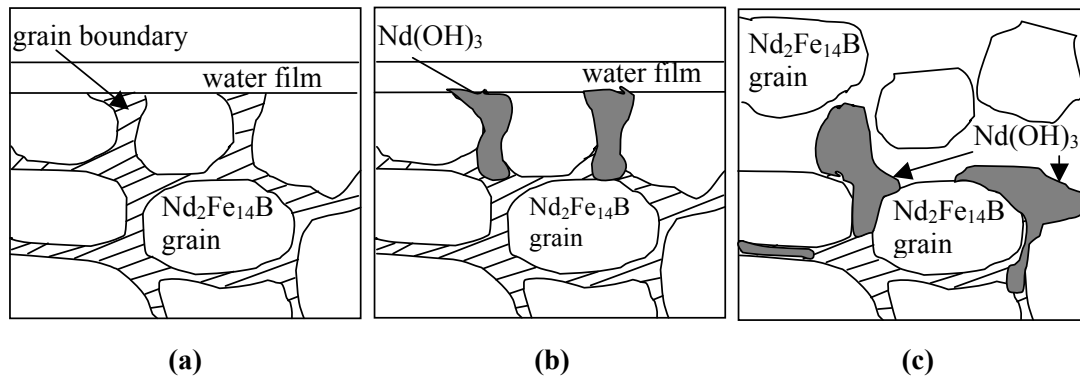 grain boundary
water film
Nd₂Fe₁₄B
grain
(a)
Nd(OH)₃
water film
Nd₂Fe₁₄B
grain
(b)
Nd₂Fe₁₄B
grain
Nd(OH)₃
Nd₂Fe₁₄B
grain
(c)